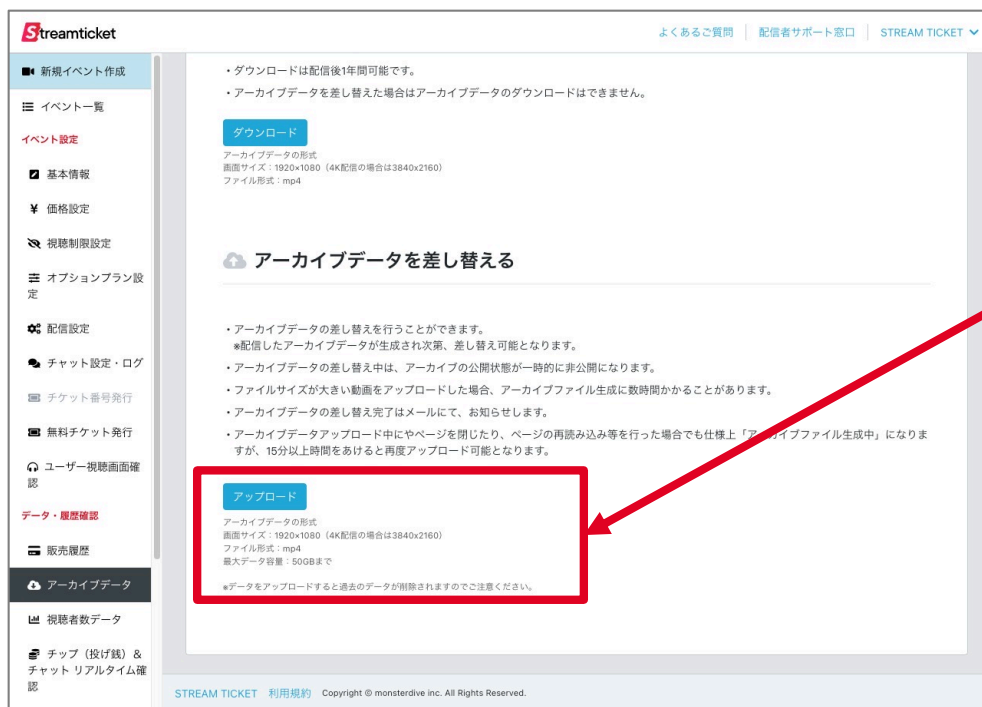 Streamticket
よくあるご質問 配信者サポート窓口 STREAM TICKET
新規イベント作成
イベント一覧
イベント設定
基本情報
価格設定
視聴制限設定
オプションプラン設
定
配信設定
チャット設定・ログ
チケット番号発行
無料チケット発行
ユーザー視聴画面確
認
データ・履歴確認
販売履歴
アーカイブデータ
視聴者数データ
チップ（投げ銭）&
チャット リアルタイム確
認
・ダウンロードは配信後1年間可能です。
・アーカイブデータを差し替えた場合はアーカイブデータのダウンロードはできません。
ダウンロード
アーカイブデータの形式
画面サイズ：1920×1080（4K配信の場合は3840x2160）
ファイル形式：mp4
アーカイブデータを差し替える
・アーカイブデータの差し替えを行うことができます。
※配信したアーカイブデータが生成され次第、差し替え可能となります。
・アーカイブデータの差し替え中は、アーカイブの公開状態が一時的に非公開になります。
・ファイルサイズが大きい動画をアップロードした場合、アーカイブファイル生成に数時間かかることがあります。
・アーカイブデータの差し替え完了はメールにて、お知らせします。
・アーカイブデータアップロード中にやページを閉じたり、ページの再読み込み等を行った場合でも仕様上「アーカイブファイル生成中」になりま
すが、15分以上時間をあけると再度アップロード可能となります。
アップロード
アーカイブデータの形式
画面サイズ：1920×1080（4K配信の場合は3840x2160）
ファイル形式：mp4
最大データ容量：50GBまで
※データをアップロードすると過去のデータが削除されますのでご注意ください。
STREAM TICKET 利用規約 Copyright © monsterdive inc. All Rights Reserved.